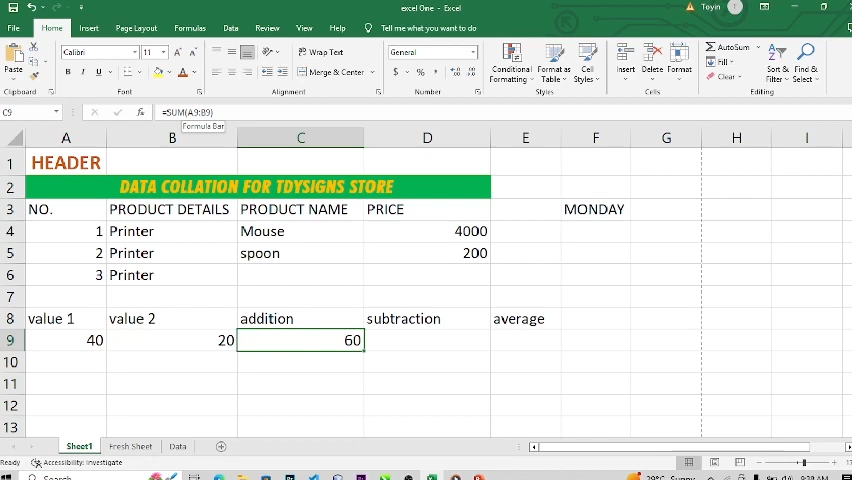 excel One - Excel
Toyin
T
File Home Insert Page Layout Formulas Data Review View Help Tell me what you want to do
Paste
Calibri 11
B I U
Wrap Text
Merge & Center
General
$ % ,
Conditional Formatting
Format as Table
Cell Styles
Insert
Delete
Format
AutoSum
Fill
Clear
Sort & Filter
Find & Select
Clipboard Font Alignment Number Styles Cells Editing
C9 fx =SUM(A9:B9)
Formula Bar
A B C D E F G H I
1 HEADER
2 DATA COLLATION FOR TDYSIGNS STORE
3 NO. PRODUCT DETAILS PRODUCT NAME PRICE MONDAY
4 1 Printer Mouse 4000
5 2 Printer spoon 200
6 3 Printer
7
8 value 1 value 2 addition subtraction average
9 40 20 60
10
11
12
13
Sheet1 Fresh Sheet Data
Ready Accessibility: Investigate
Search
29°C Sunny